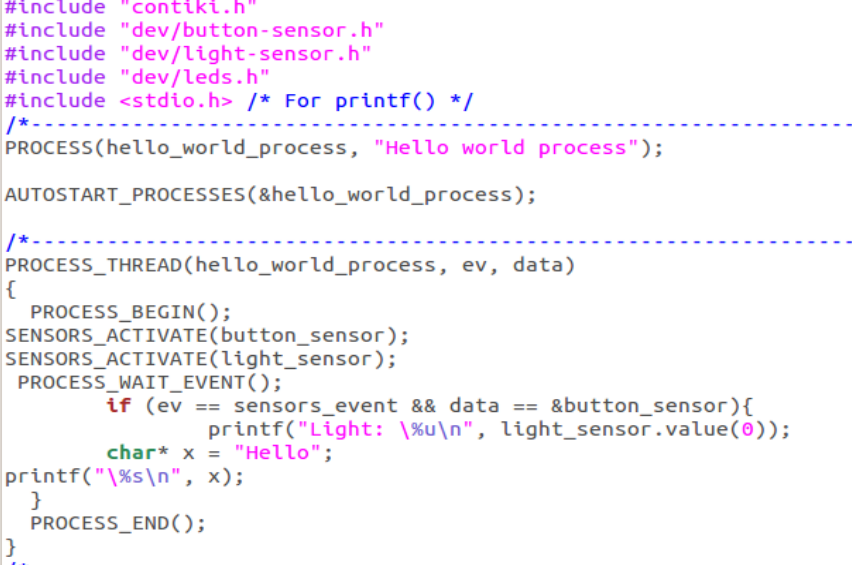 #include "contiki.h"
#include "dev/button-sensor.h"
#include "dev/light-sensor.h"
#include "dev/leds.h"
#include <stdio.h> /* For printf() */
/*-----------------------------------------------------------------
PROCESS(hello_world_process, "Hello world process");
AUTOSTART_PROCESSES(&hello_world_process);
/*-----------------------------------------------------------------
PROCESS_THREAD(hello_world_process, ev, data)
{
  PROCESS_BEGIN();
SENSORS_ACTIVATE(button_sensor);
SENSORS_ACTIVATE(light_sensor);
 PROCESS_WAIT_EVENT();
        if (ev == sensors_event && data == &button_sensor){
                printf("Light: \%u\n", light_sensor.value(0));
        char* x = "Hello";
printf("\%s\n", x);
  }
  PROCESS_END();
}